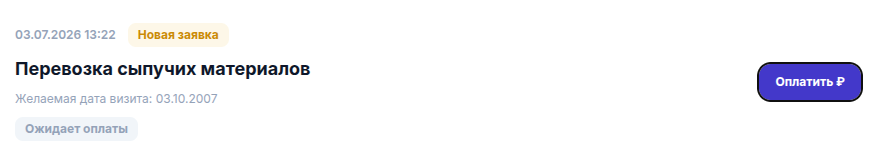 03.07.2026 13:22 Новая заявка
Перевозка сыпучих материалов
Оплатить ₽
Желаемая дата визита: 03.10.2007
Ожидает оплаты